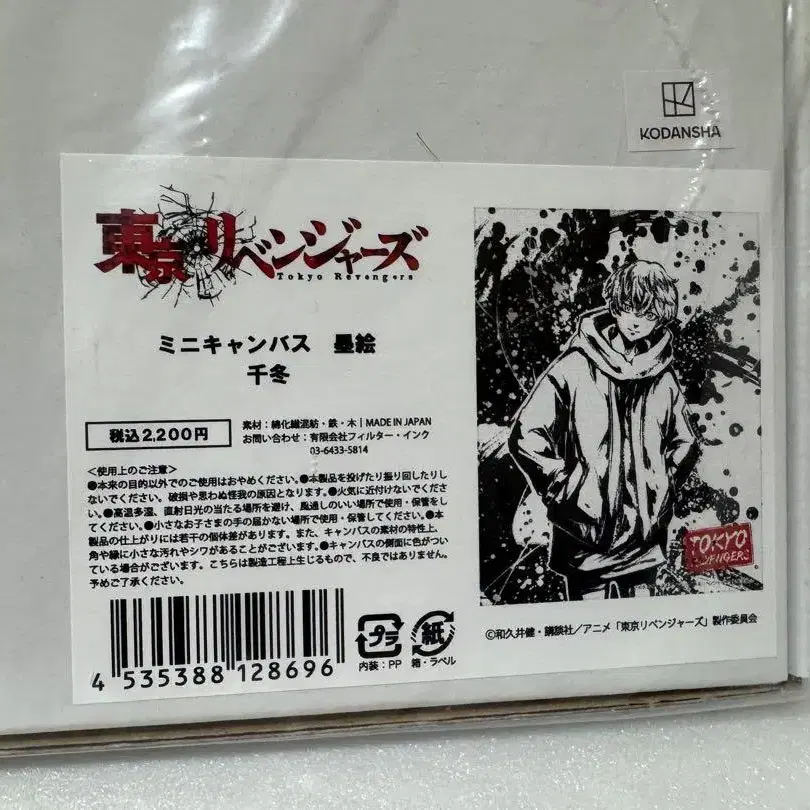 KODANSHA
東京リベンジャーズ
Tokyo Revengers
ミニキャンバス 墨絵
千冬
税込2,200円
素材：綿化繊混紡・鉄・木｜MADE IN JAPAN
お問い合わせ：有限会社フィルター・インク
03-6433-5814
＜使用上のご注意＞
●本来の目的以外でのご使用はおやめください。●本製品を投げたり振り回したりし
ないでください。破損や思わぬ怪我の原因となります。●火気に近付けないでくださ
い。●高温多湿、直射日光の当たる場所を避け、風通しのいい場所で使用・保管をし
てください。●小さなお子さまの手の届かない場所で使用・保管してください。●本
製品の仕上がりには若干の個体差があります。また、キャンバスの素材の特性上、
角や縁に小さな汚れやシワがあることがございます。●キャンバスの側面に色がつい
ている場合がございます。こちらは製造工程上生じるもので、不良ではありません。
予めご了承ください。
4 535388 128696
プラ
内装：PP
紙
箱・ラベル
TOKYO
REVENGERS
©和久井健・講談社／アニメ「東京リベンジャーズ」製作委員会